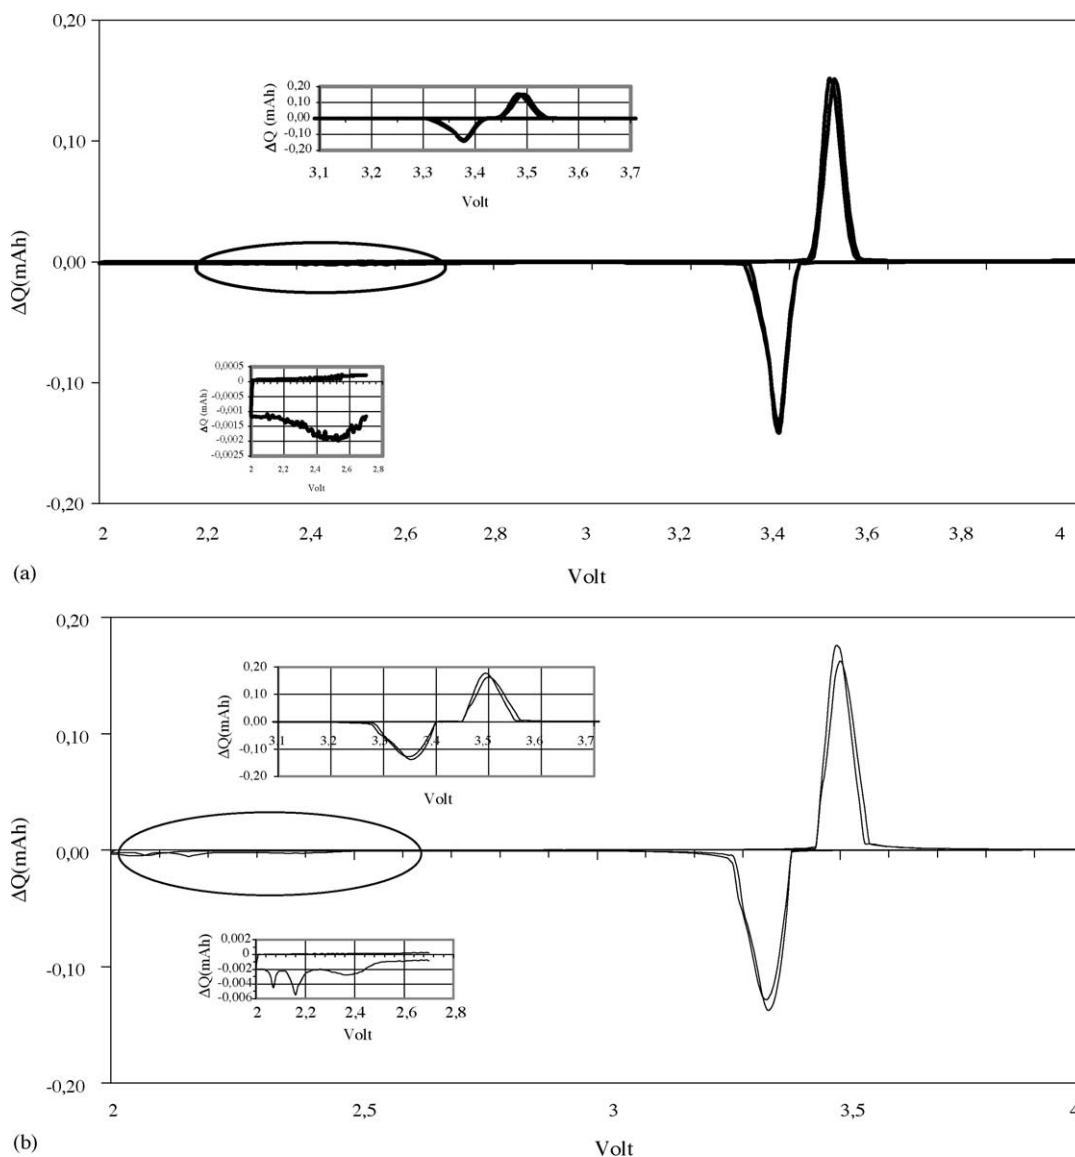 0,20
0,10
0,00
-0,10
-0,20
ΔQ(mAh)
2 2,2 2,4 2,6 2,8 3 3,2 3,4 3,6 3,8 4
Volt
(a)
0,20
0,10
0,00
-0,10
-0,20
ΔQ (mAh)
3,1 3,2 3,3 3,4 3,5 3,6 3,7
Volt
0,0005
0
-0,0005
-0,001
-0,0015
-0,002
-0,0025
ΔQ (mAh)
2 2,2 2,4 2,6 2,8
Volt
0,20
0,10
0,00
-0,10
-0,20
ΔQ(mAh)
2 2,5 3 3,5 4
Volt
(b)
0,20
0,10
0,00
-0,10
-0,20
ΔQ(mAh)
3,1 3,2 3,3 3,4 3,5 3,6 3,7
Volt
0,002
0
-0,002
-0,004
-0,006
ΔQ(mAh)
2 2,2 2,4 2,6 2,8
Volt